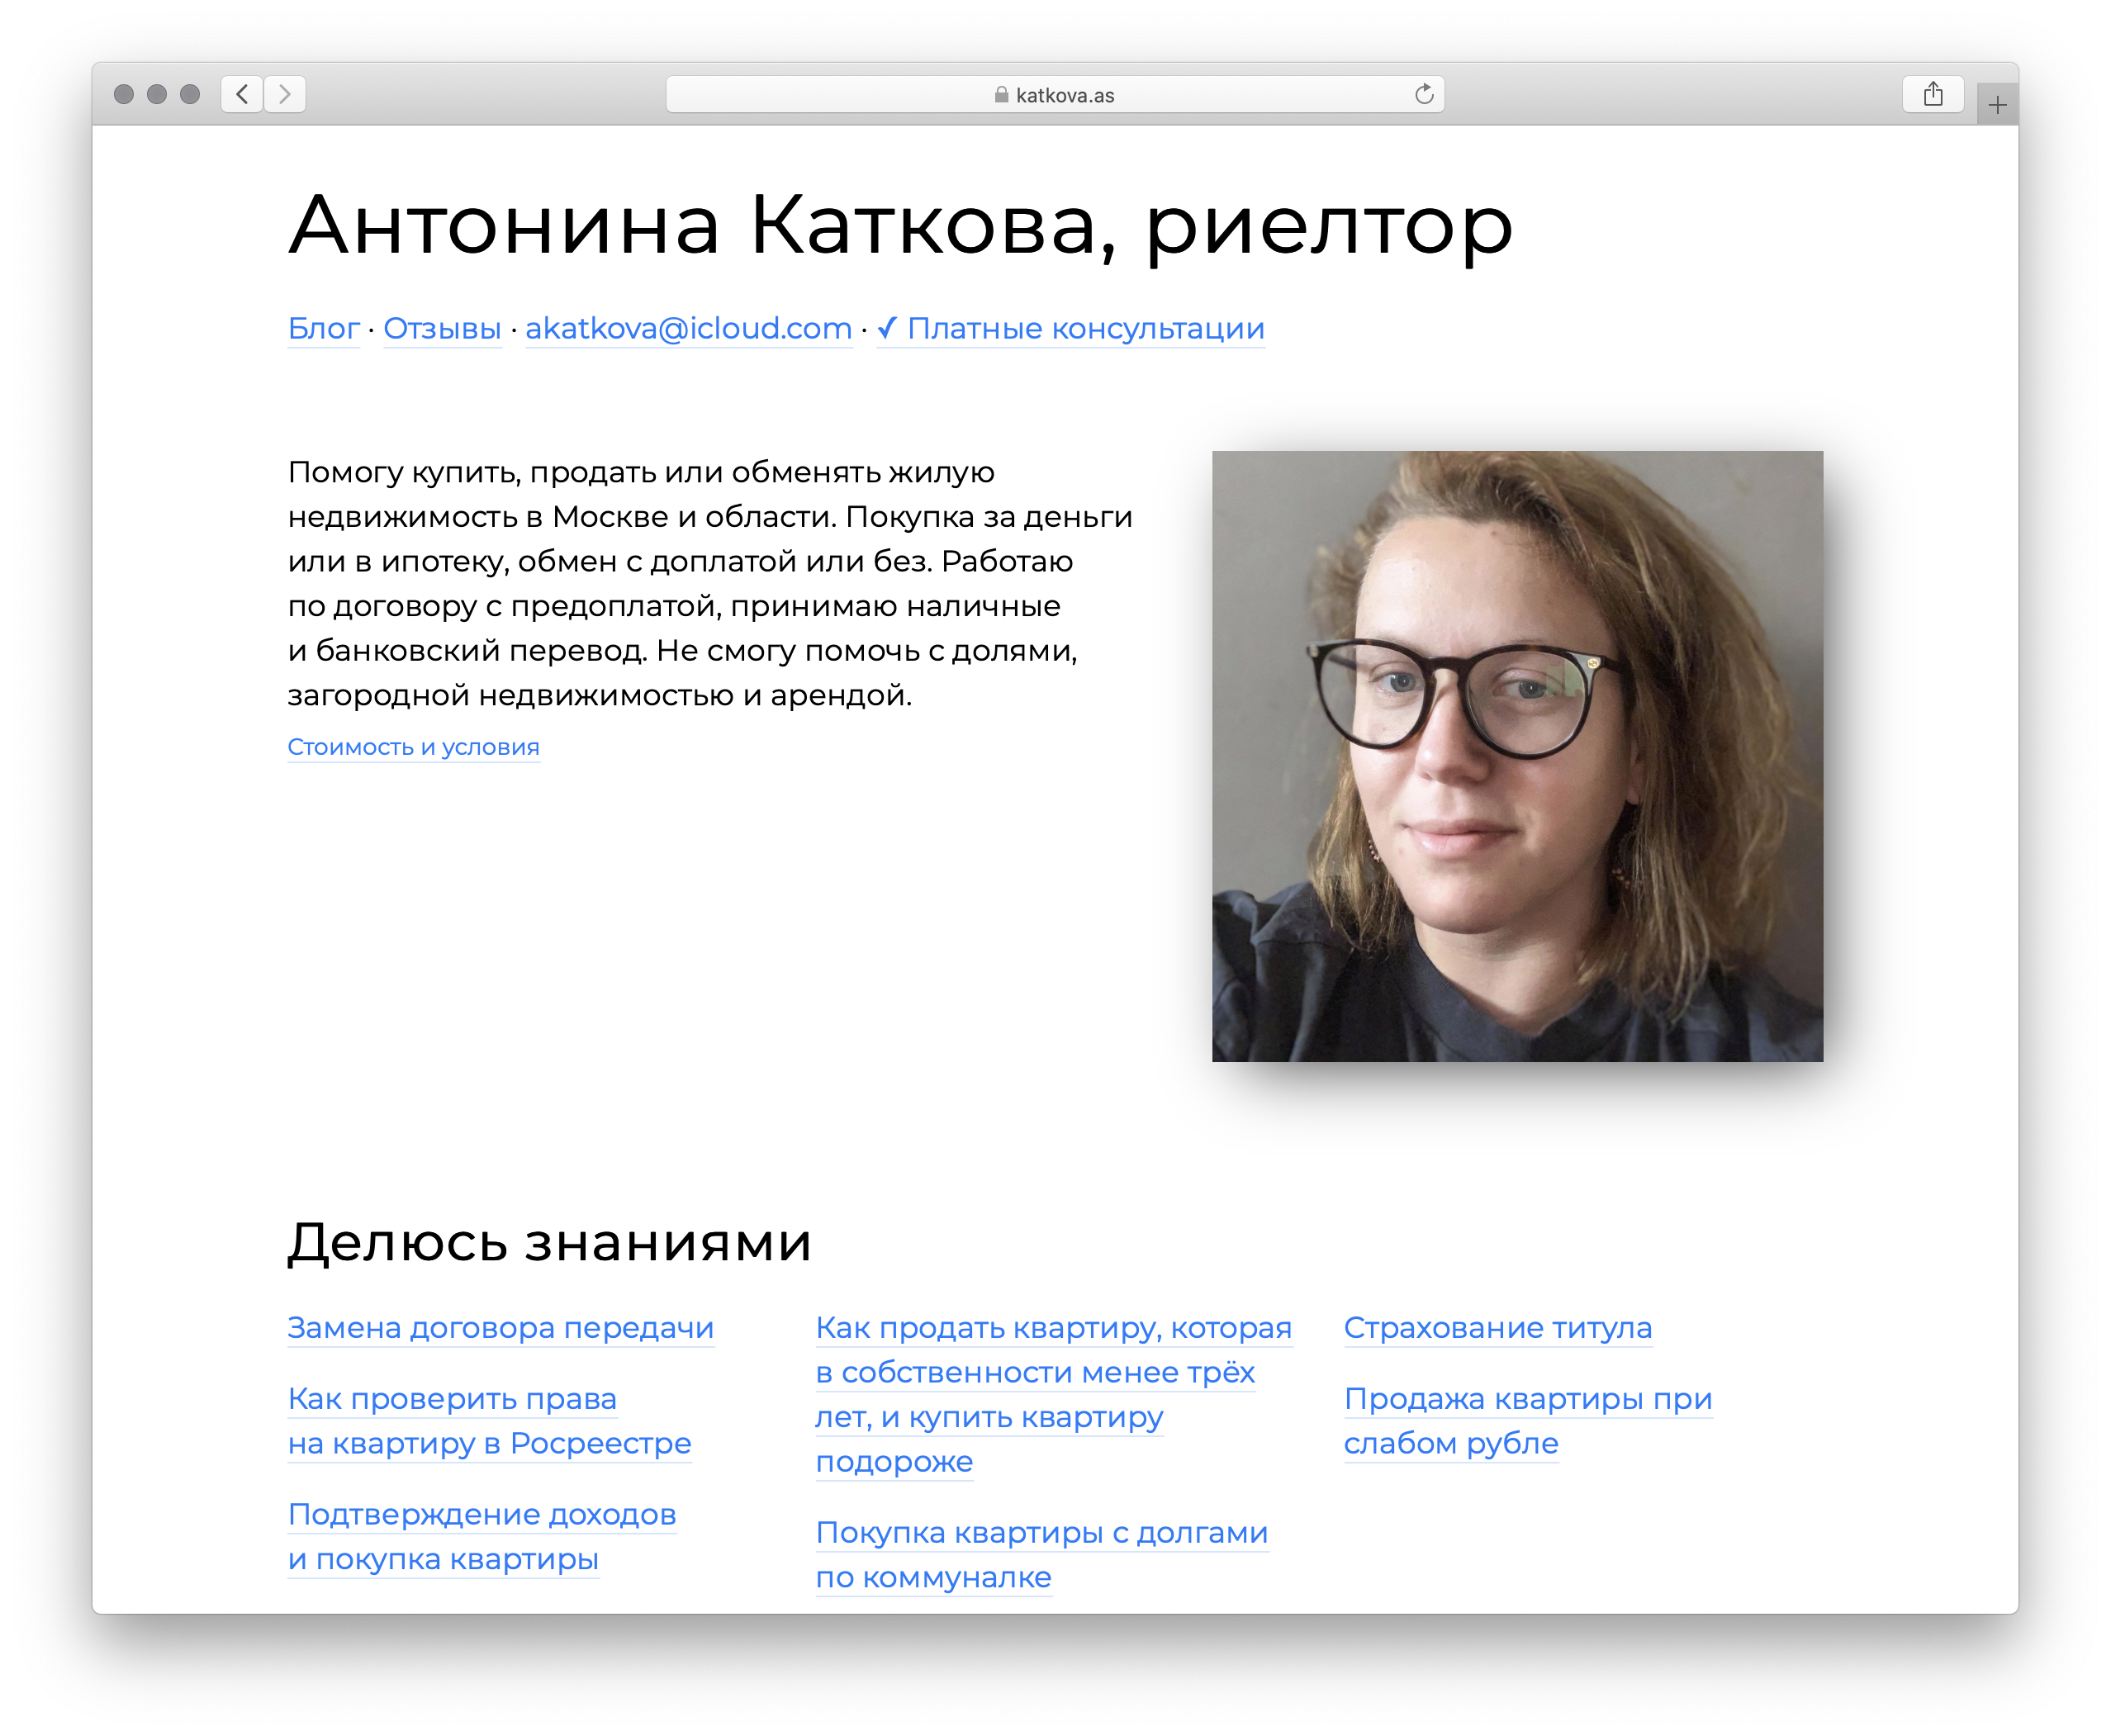 katkova.as
Антонина Каткова, риелтор
Блог · Отзывы · akatkova@icloud.com · ✓ Платные консультации
Помогу купить, продать или обменять жилую
недвижимость в Москве и области. Покупка за деньги
или в ипотеку, обмен с доплатой или без. Работаю
по договору с предоплатой, принимаю наличные
и банковский перевод. Не смогу помочь с долями,
загородной недвижимостью и арендой.
Стоимость и условия
Делюсь знаниями
Замена договора передачи
Как проверить права
на квартиру в Росреестре
Подтверждение доходов
и покупка квартиры
Как продать квартиру, которая
в собственности менее трёх
лет, и купить квартиру
подороже
Покупка квартиры с долгами
по коммуналке
Страхование титула
Продажа квартиры при
слабом рубле